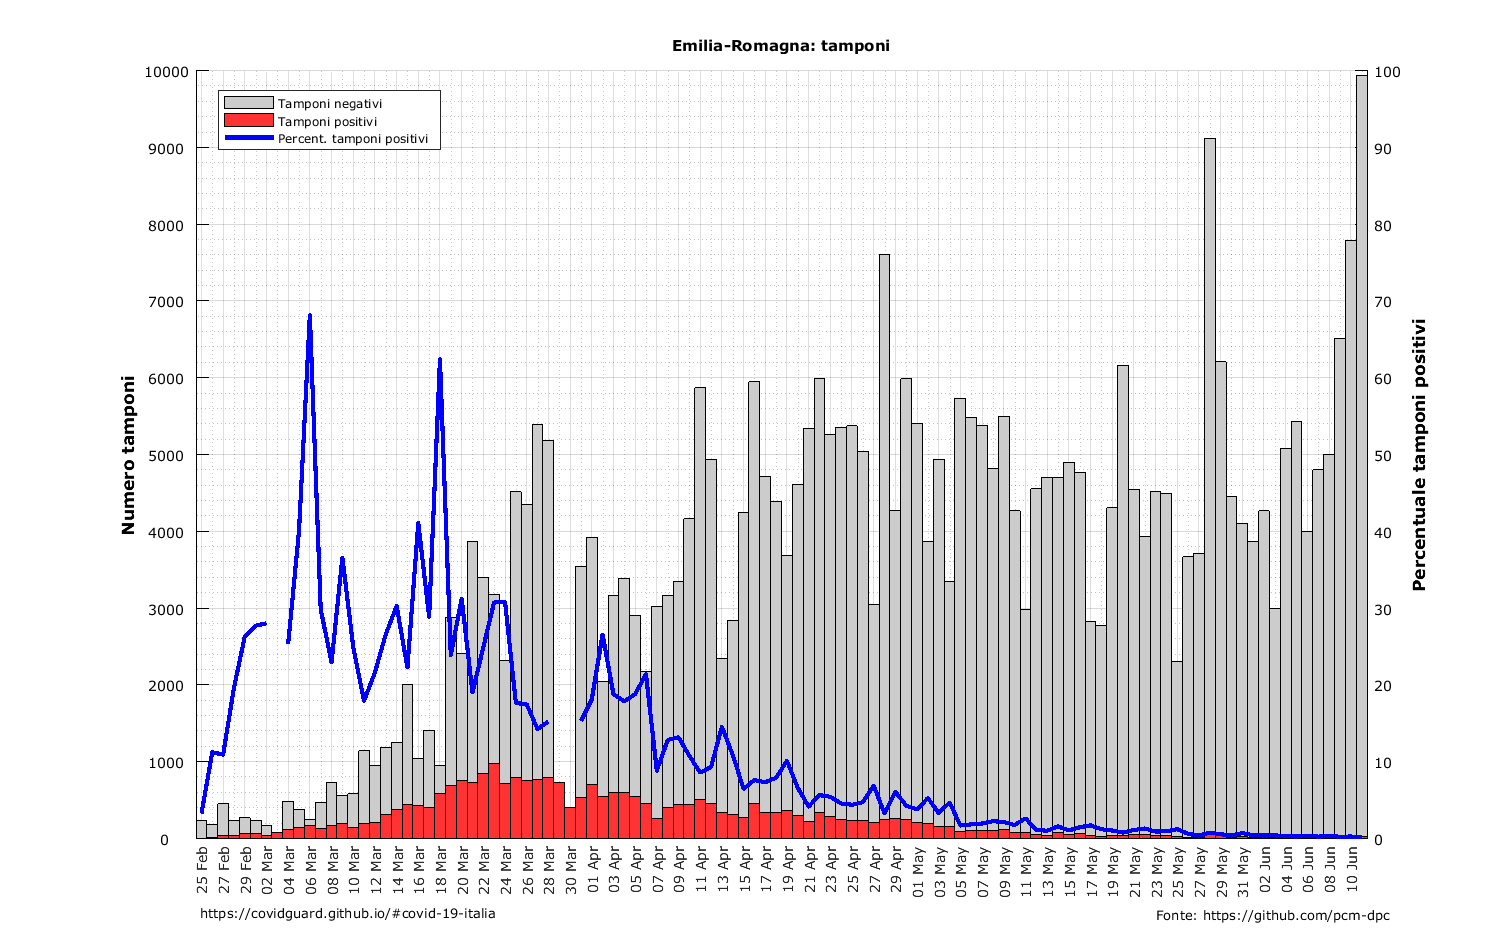 Emilia-Romagna: tamponi
Tamponi negativi
Tamponi positivi
Percent. tamponi positivi
Numero tamponi
10000
9000
8000
7000
6000
5000
4000
3000
2000
1000
0
100
90
80
70
60
50
40
30
20
10
0
Percentuale tamponi positivi
25 Feb
27 Feb
29 Feb
02 Mar
04 Mar
06 Mar
08 Mar
10 Mar
12 Mar
14 Mar
16 Mar
18 Mar
20 Mar
22 Mar
24 Mar
26 Mar
28 Mar
30 Mar
01 Apr
03 Apr
05 Apr
07 Apr
09 Apr
11 Apr
13 Apr
15 Apr
17 Apr
19 Apr
21 Apr
23 Apr
25 Apr
27 Apr
29 Apr
01 May
03 May
05 May
07 May
09 May
11 May
13 May
15 May
17 May
19 May
21 May
23 May
25 May
27 May
29 May
31 May
02 Jun
04 Jun
06 Jun
08 Jun
10 Jun
https://covidguard.github.io/#covid-19-italia
Fonte: https://github.com/pcm-dpc